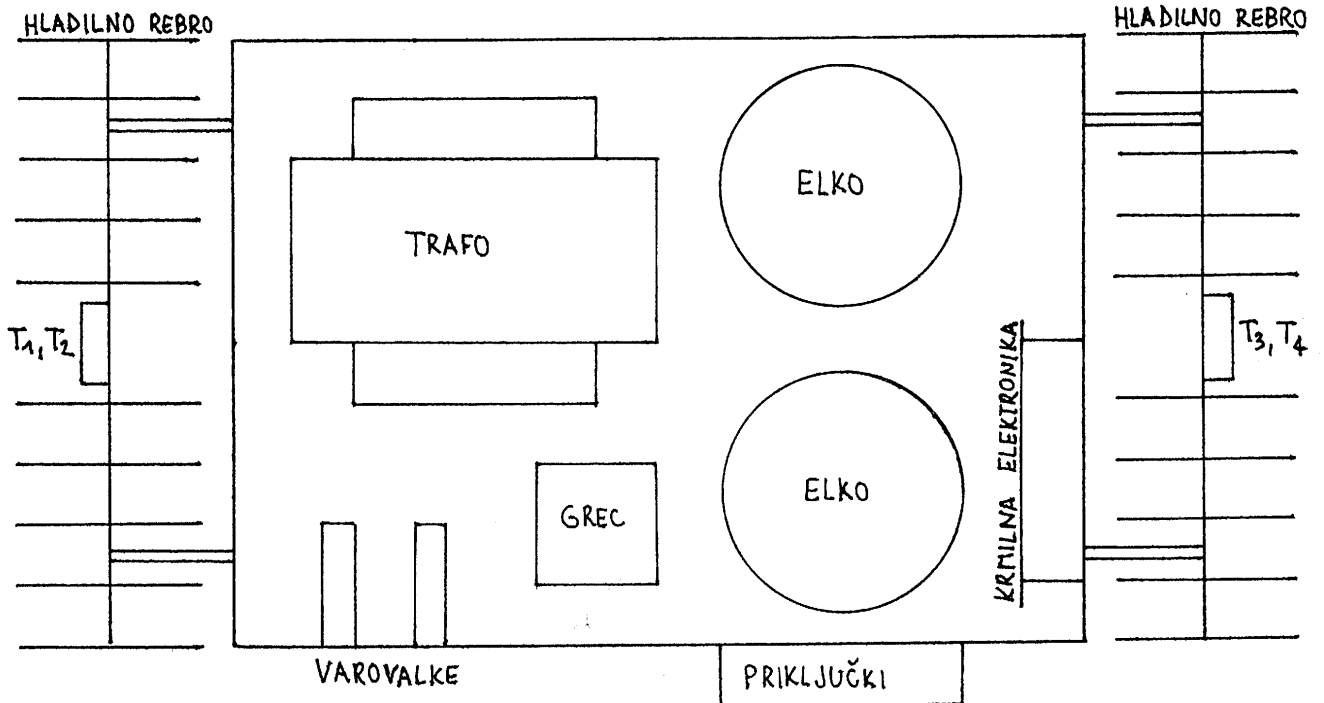 HLADILNO REBRO
HLADILNO REBRO
ELKO
TRAFO
T1, T2
T3, T4
KRMILNA ELEKTRONIKA
ELKO
GREC
VAROVALKE
PRIKLJUČKI